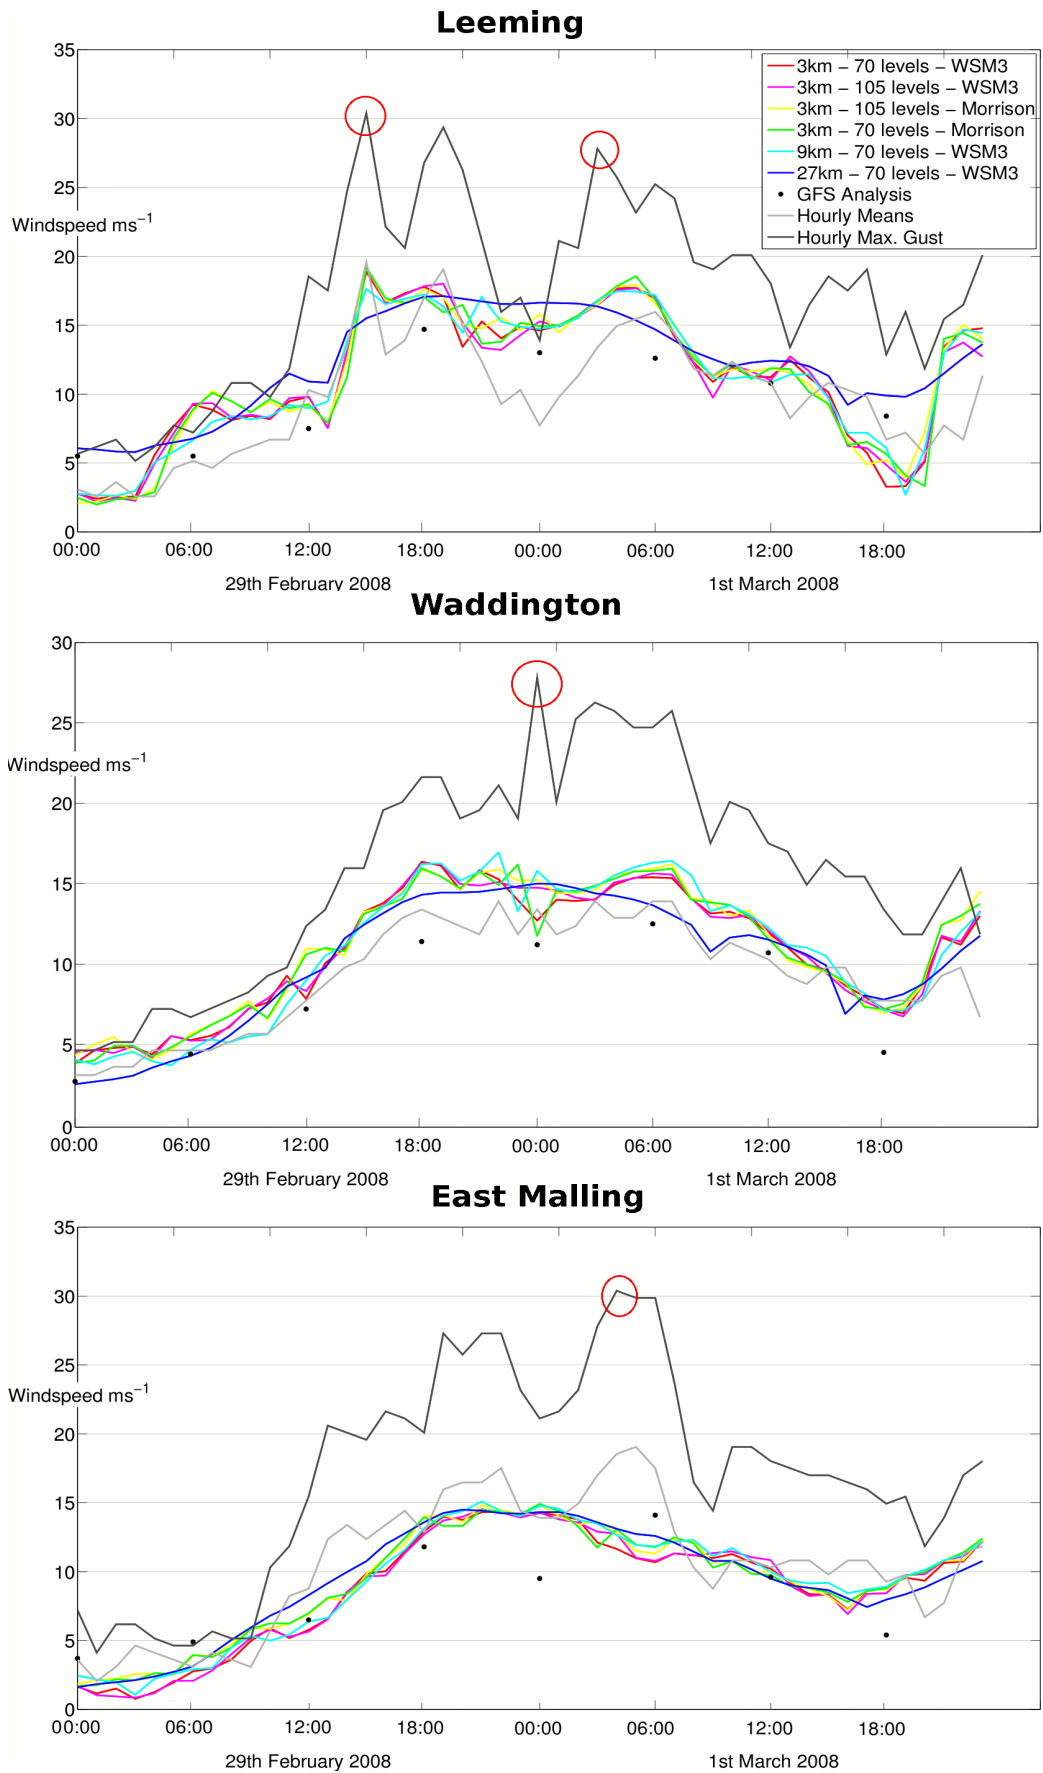 Leeming
35
30
25
Windspeed ms⁻¹
20
15
10
5
0
3km – 70 levels – WSM3
3km – 105 levels – WSM3
3km – 105 levels – Morrison
3km – 70 levels – Morrison
9km – 70 levels – WSM3
27km – 70 levels – WSM3
GFS Analysis
Hourly Means
Hourly Max. Gust
00:00 06:00 12:00 18:00 00:00 06:00 12:00 18:00
29th February 2008 1st March 2008
Waddington
30
25
Windspeed ms⁻¹
20
15
10
5
0
00:00 06:00 12:00 18:00 00:00 06:00 12:00 18:00
29th February 2008 1st March 2008
East Malling
35
30
25
Windspeed ms⁻¹
20
15
10
5
0
00:00 06:00 12:00 18:00 00:00 06:00 12:00 18:00
29th February 2008 1st March 2008